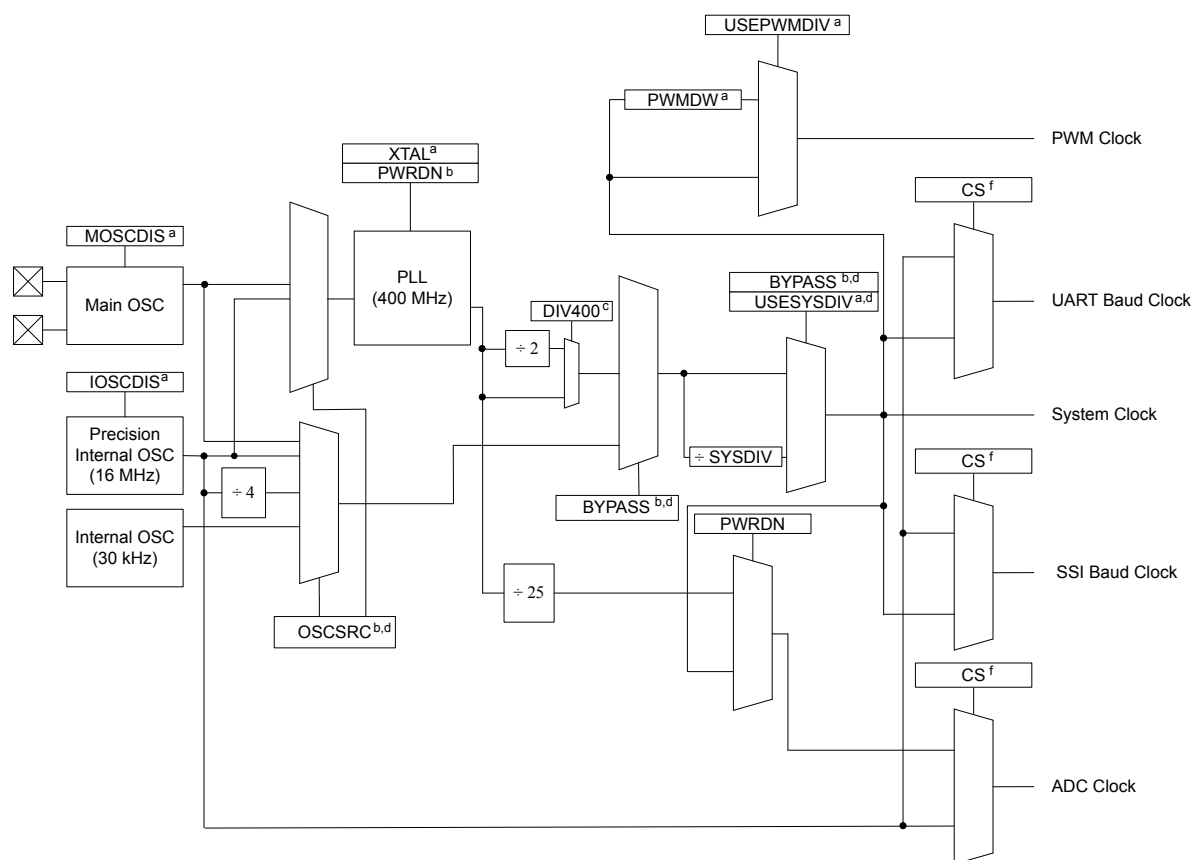 USEPWMDIV a
PWMDW a
PWM Clock
XTAL a
PWRDN b
CS f
MOSCDIS a
Main OSC
PLL
(400 MHz)
BYPASS b,d
USESYSDIV a,d
UART Baud Clock
DIV400 c
÷ 2
IOSCDIS a
Precision
Internal OSC
(16 MHz)
System Clock
÷ SYSDIV
CS f
÷ 4
BYPASS b,d
Internal OSC
(30 kHz)
PWRDN
SSI Baud Clock
÷ 25
OSCSRC b,d
CS f
ADC Clock